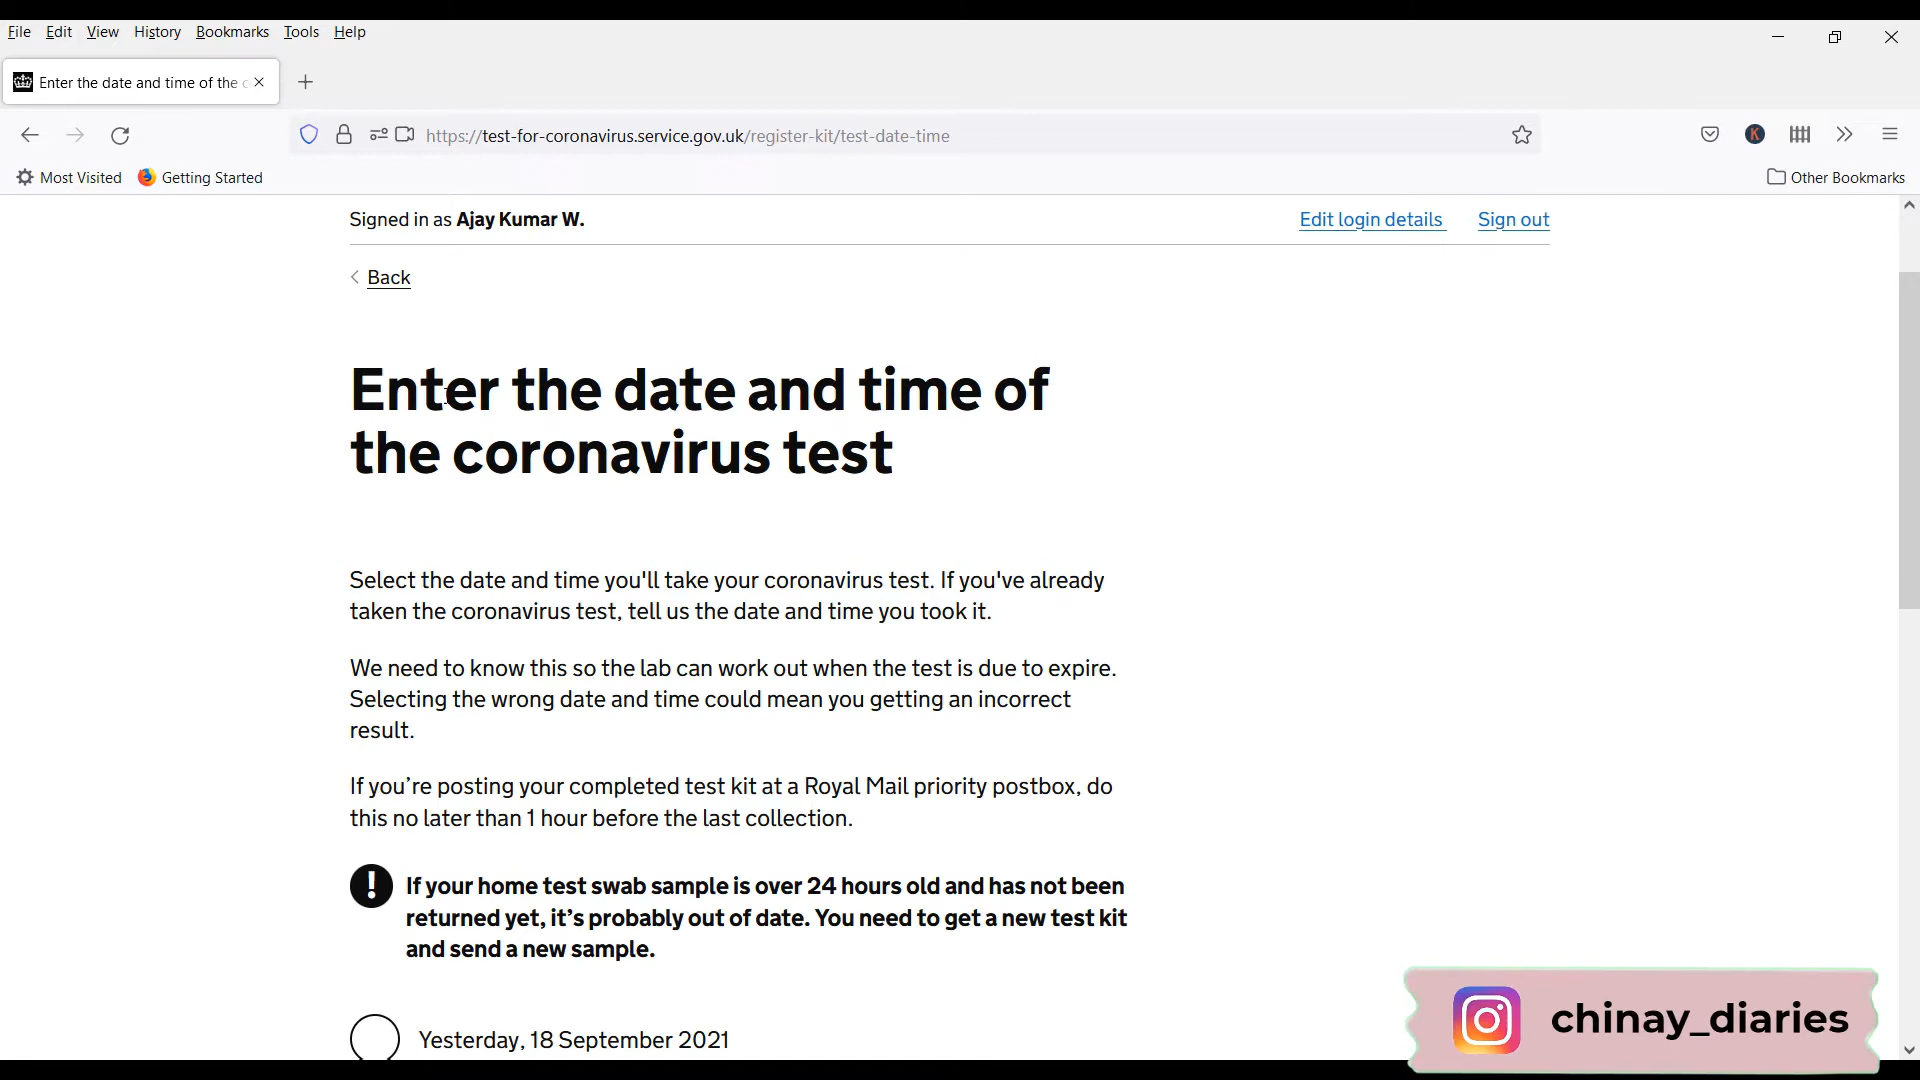 File Edit View History Bookmarks Tools Help
Enter the date and time of the c
https://test-for-coronavirus.service.gov.uk/register-kit/test-date-time
K
Most Visited Getting Started Other Bookmarks
Signed in as Ajay Kumar W. Edit login details Sign out
Back
Enter the date and time of
the coronavirus test
Select the date and time you'll take your coronavirus test. If you've already
taken the coronavirus test, tell us the date and time you took it.
We need to know this so the lab can work out when the test is due to expire.
Selecting the wrong date and time could mean you getting an incorrect
result.
If you’re posting your completed test kit at a Royal Mail priority postbox, do
this no later than 1 hour before the last collection.
! If your home test swab sample is over 24 hours old and has not been
returned yet, it’s probably out of date. You need to get a new test kit
and send a new sample.
Yesterday, 18 September 2021
chinay_diaries